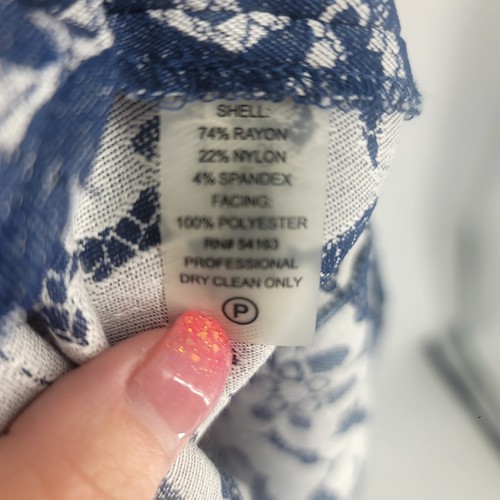 SHELL:
74% RAYON
22% NYLON
4% SPANDEX
FACING:
100% POLYESTER
RN# 54163
PROFESSIONAL
DRY CLEAN ONLY
P